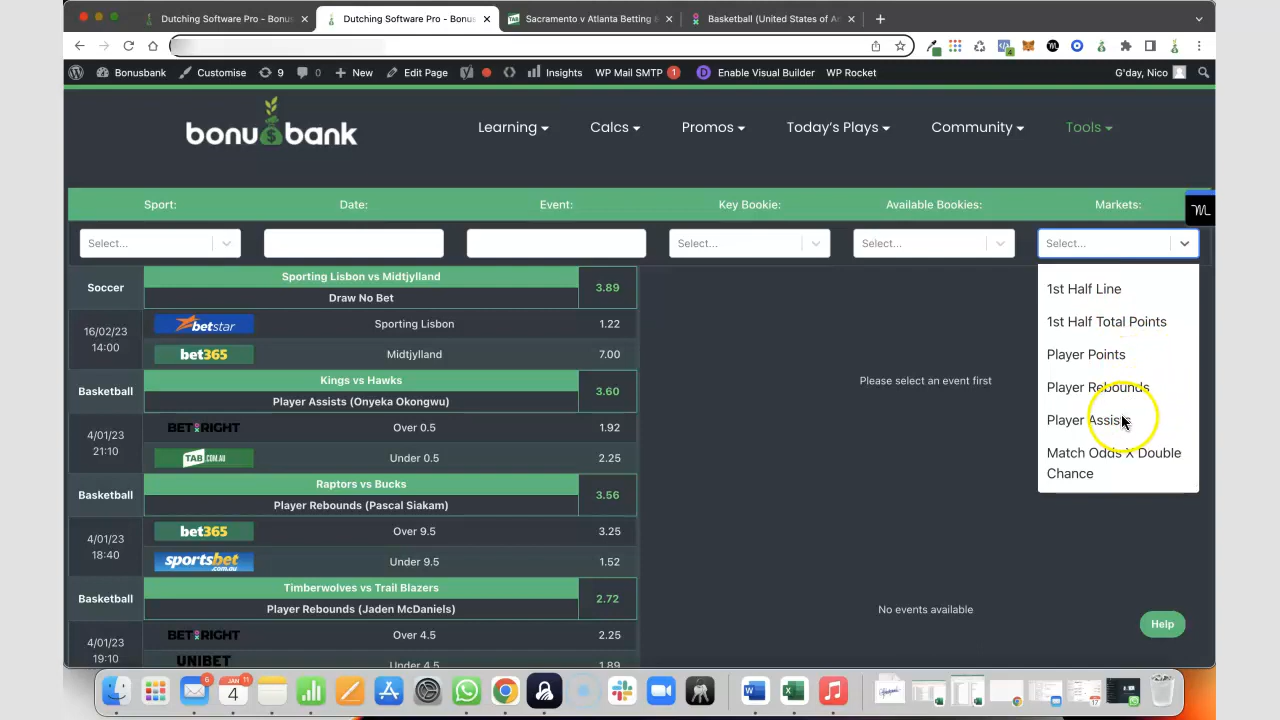 Dutching Software Pro - Bonus
Dutching Software Pro - Bonus
Sacramento v Atlanta Betting
Basketball (United States of A
Bonusbank
Customise
9
0
New
Edit Page
Insights
WP Mail SMTP
1
Enable Visual Builder
WP Rocket
G'day, Nico
bonusbank
Learning
Calcs
Promos
Today's Plays
Community
Tools
Sport:
Date:
Event:
Key Bookie:
Available Bookies:
Markets:
Select...
Select...
Select...
Select...
Soccer
Sporting Lisbon vs Midtjylland
3.89
Draw No Bet
16/02/23
14:00
betstar
Sporting Lisbon
1.22
bet365
Midtjylland
7.00
Basketball
Kings vs Hawks
3.60
Player Assists (Onyeka Okongwu)
4/01/23
21:10
BETRIGHT
Over 0.5
1.92
TAB.COM.AU
Under 0.5
2.25
Basketball
Raptors vs Bucks
3.56
Player Rebounds (Pascal Siakam)
4/01/23
18:40
bet365
Over 9.5
3.25
sportsbet.com.au
Under 9.5
1.52
Basketball
Timberwolves vs Trail Blazers
2.72
Player Rebounds (Jaden McDaniels)
4/01/23
19:10
BETRIGHT
Over 4.5
2.25
UNIBET
Under 4.5
1.89
1st Half Line
1st Half Total Points
Player Points
Player Rebounds
Player Assists
Match Odds X Double
Chance
Please select an event first
No events available
Help
6
JAN
4
11
17